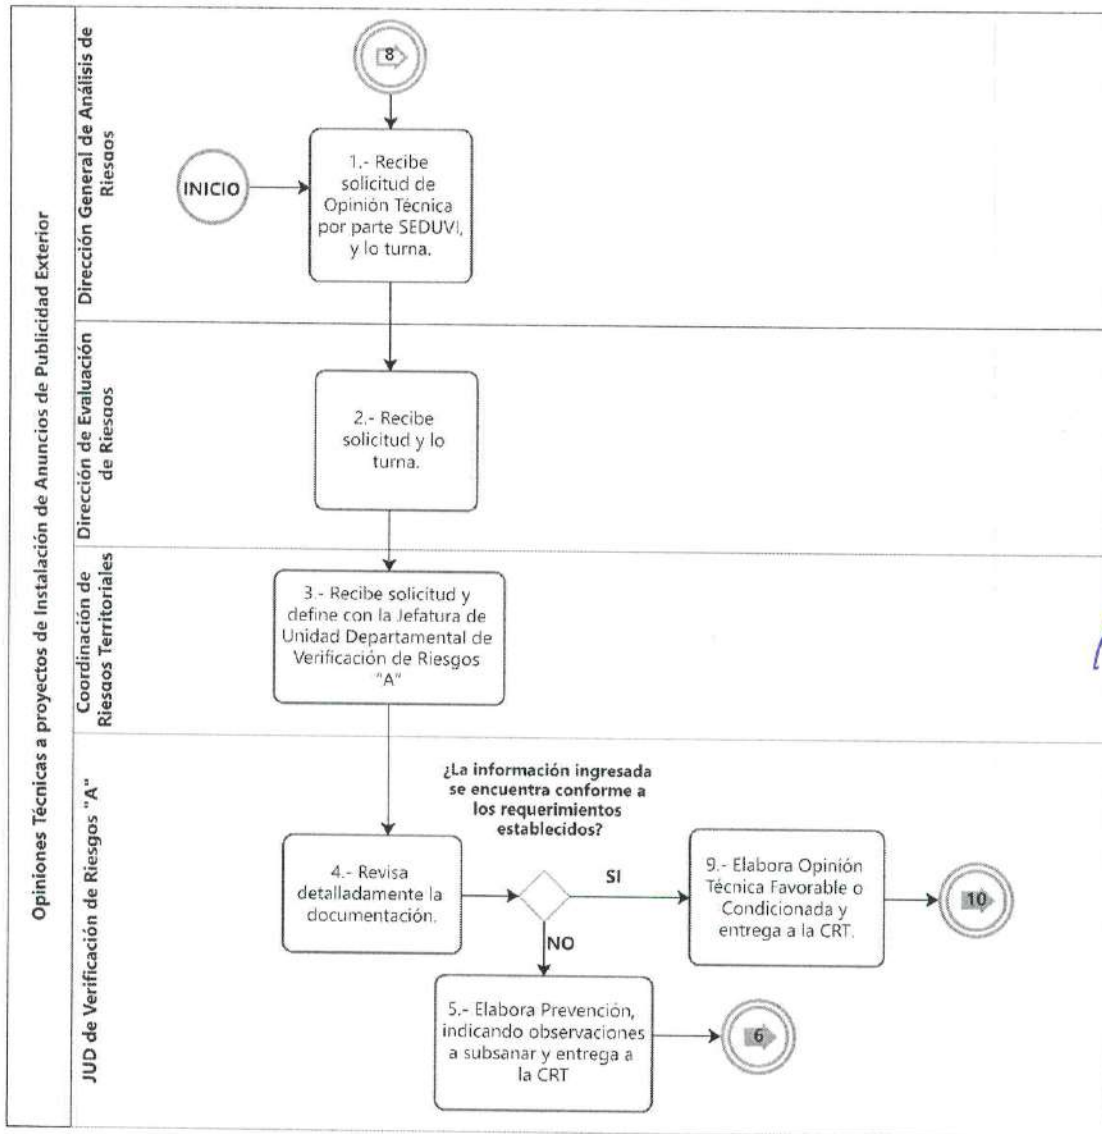 Opiniones Técnicas a proyectos de Instalación de Anuncios de Publicidad Exterior
Dirección General de Análisis de
Riesgos
8
INICIO
1.- Recibe
solicitud de
Opinión Técnica
por parte SEDUVI,
y lo turna.
Dirección de Evaluación
de Riesgos
2.- Recibe
solicitud y lo
turna.
Coordinación de
Riesgos Territoriales
3.- Recibe solicitud y
define con la Jefatura de
Unidad Departamental de
Verificación de Riesgos
"A"
JUD de Verificación de Riesgos "A"
¿La información ingresada
se encuentra conforme a
los requerimientos
establecidos?
4.- Revisa
detalladamente la
documentación.
SI
9.- Elabora Opinión
Técnica Favorable o
Condicionada y
entrega a la CRT.
10
NO
5.- Elabora Prevención,
indicando observaciones
a subsanar y entrega a
la CRT
6